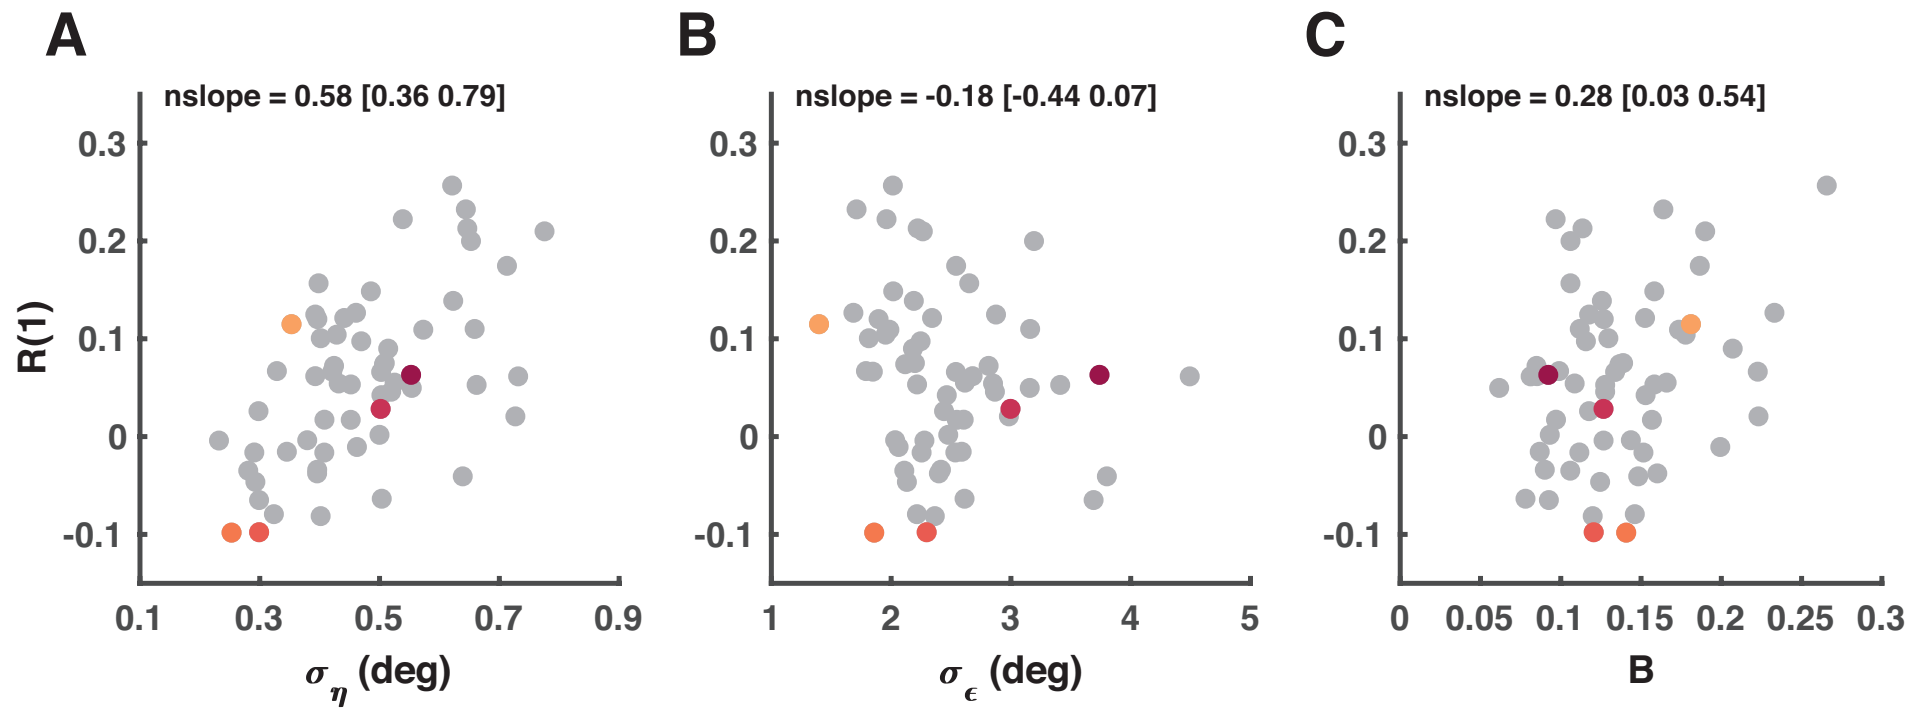 A
nslope = 0.58 [0.36 0.79]
R(1)
0.3
0.2
0.1
0
-0.1
0.1 0.3 0.5 0.7 0.9
σ_η (deg)
B
nslope = -0.18 [-0.44 0.07]
0.3
0.2
0.1
0
-0.1
1 2 3 4 5
σ_ϵ (deg)
C
nslope = 0.28 [0.03 0.54]
0.3
0.2
0.1
0
-0.1
0 0.05 0.1 0.15 0.2 0.25 0.3
B